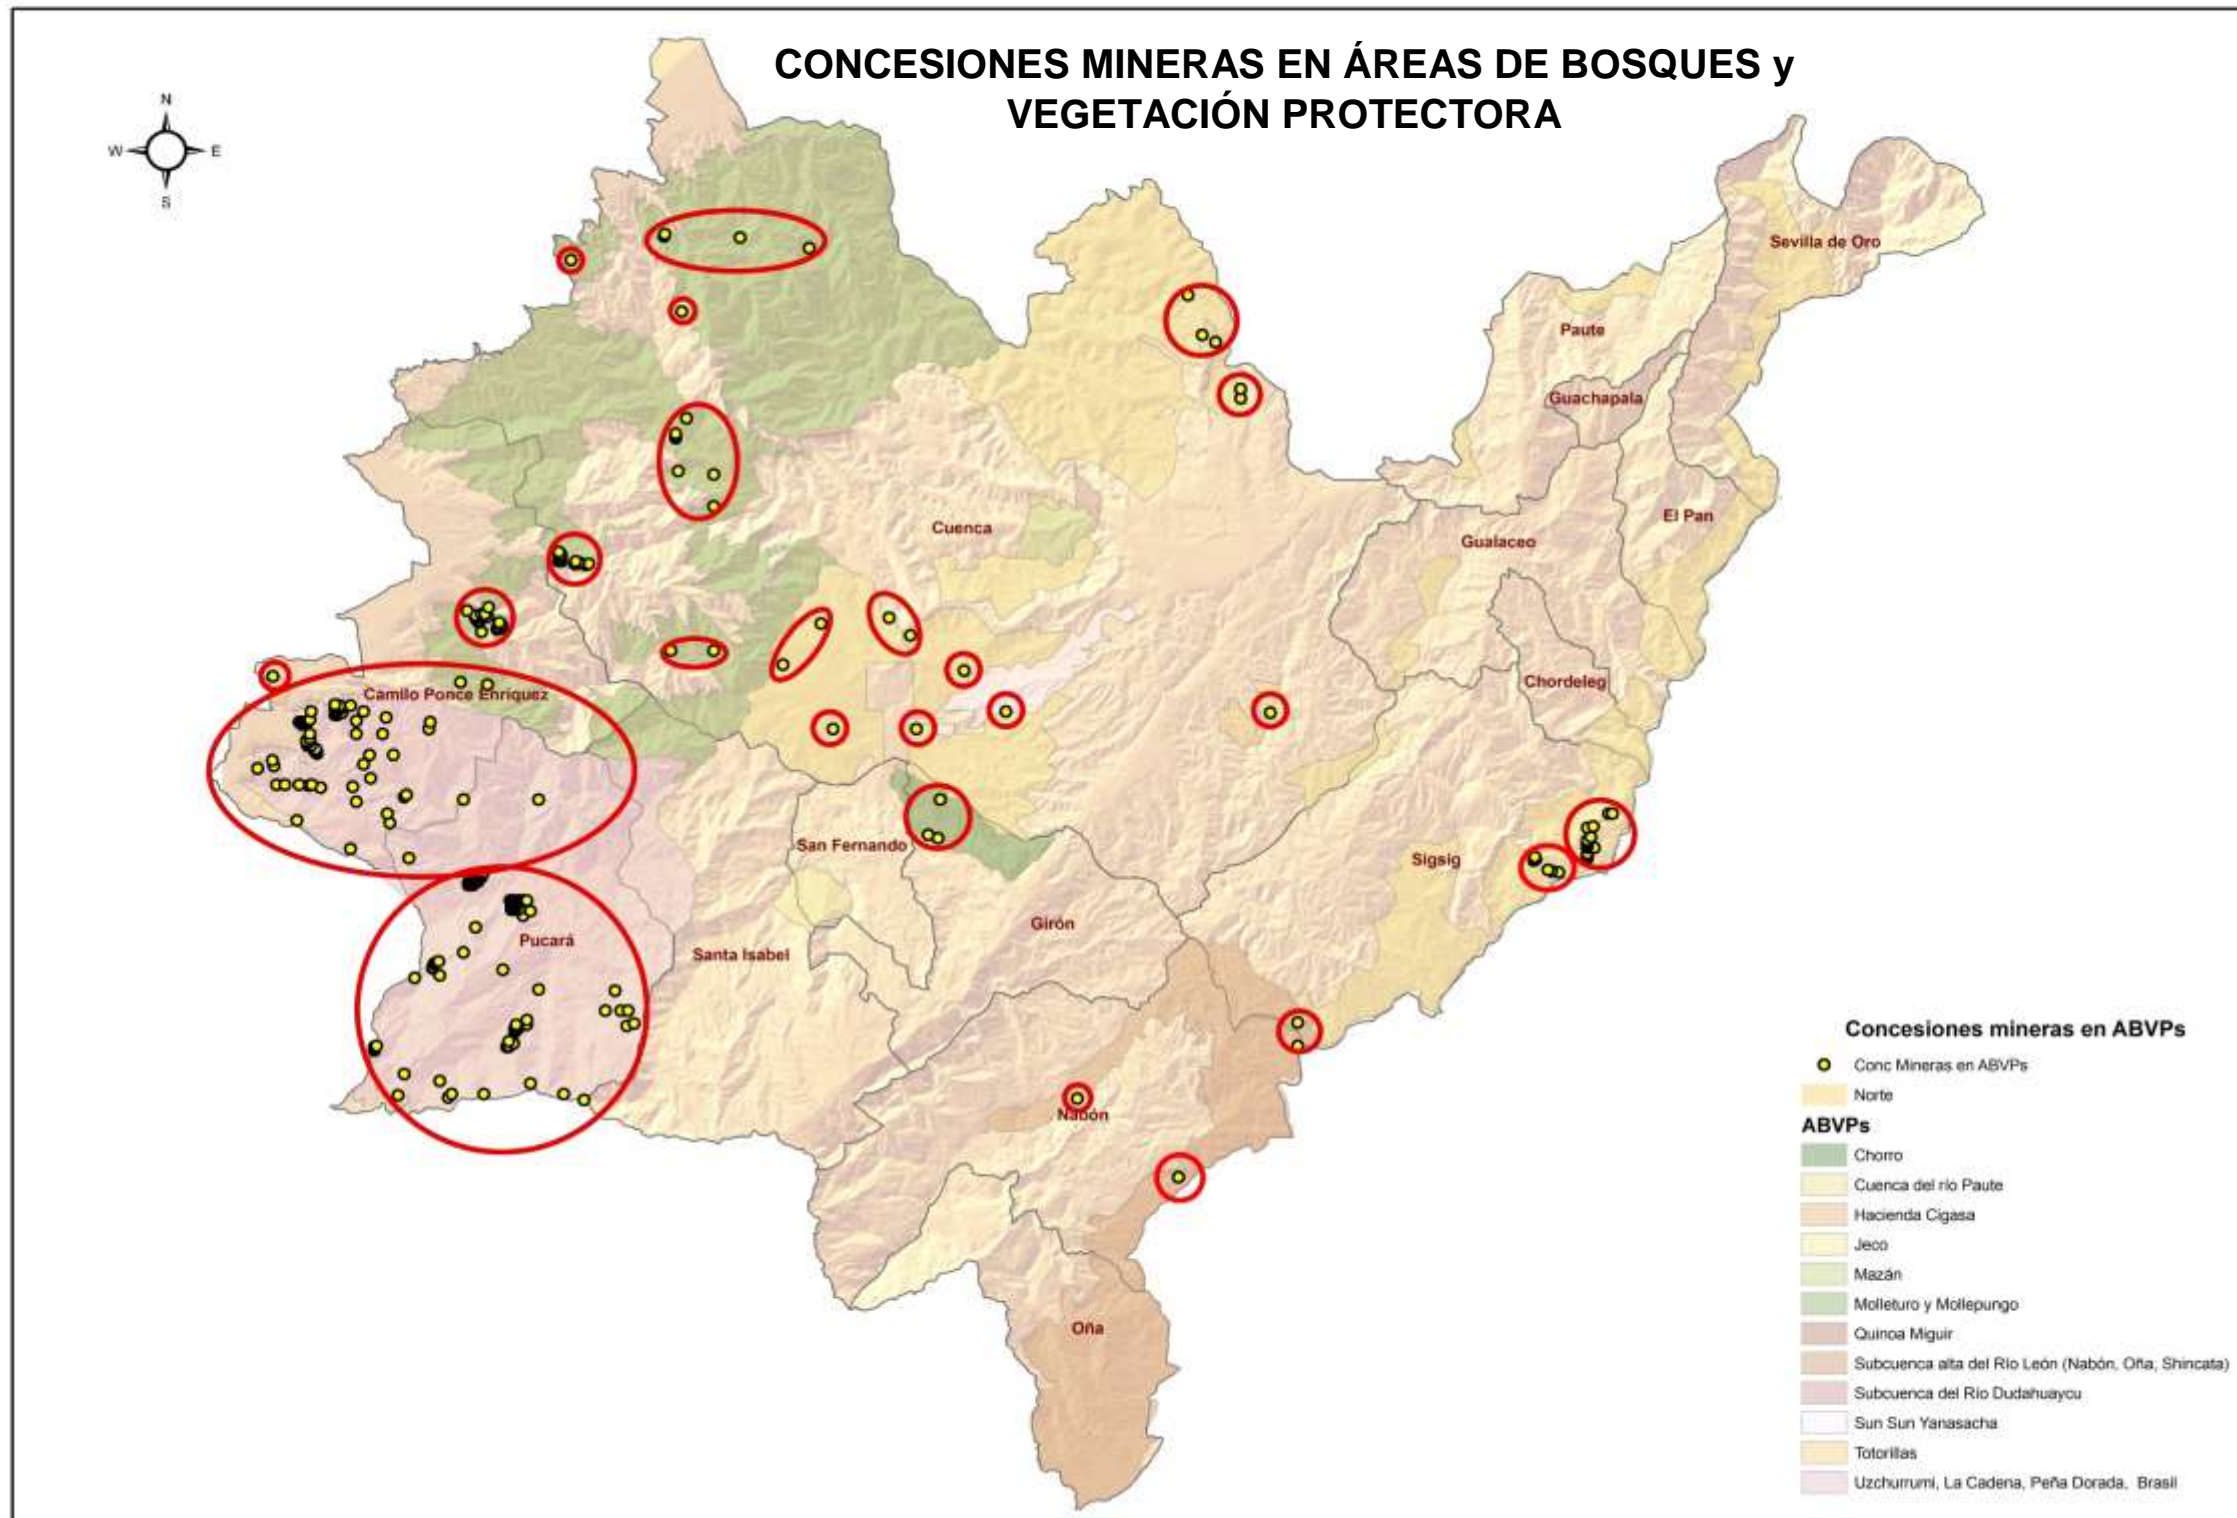 CONCESIONES MINERAS EN ÁREAS DE BOSQUES y
VEGETACIÓN PROTECTORA
N
W E
S
Sevilla de Oro
Paute
Guachapala
El Pan
Cuenca
Gualaceo
Chordeleg
Camilo Ponce Enríquez
San Fernando
Sigsig
Girón
Pucará
Santa Isabel
Nabón
Oña
Concesiones mineras en ABVPs
Conc Mineras en ABVPs
Norte
ABVPs
Chorro
Cuenca del río Paute
Hacienda Cigasa
Jeco
Mazán
Molleturo y Mollepungo
Quinoa Miguir
Subcuenca alta del Río León (Nabón, Oña, Shincata)
Subcuenca del Río Dudahuaycu
Sun Sun Yanasacha
Totorillas
Uzchurrumi, La Cadena, Peña Dorada, Brasil